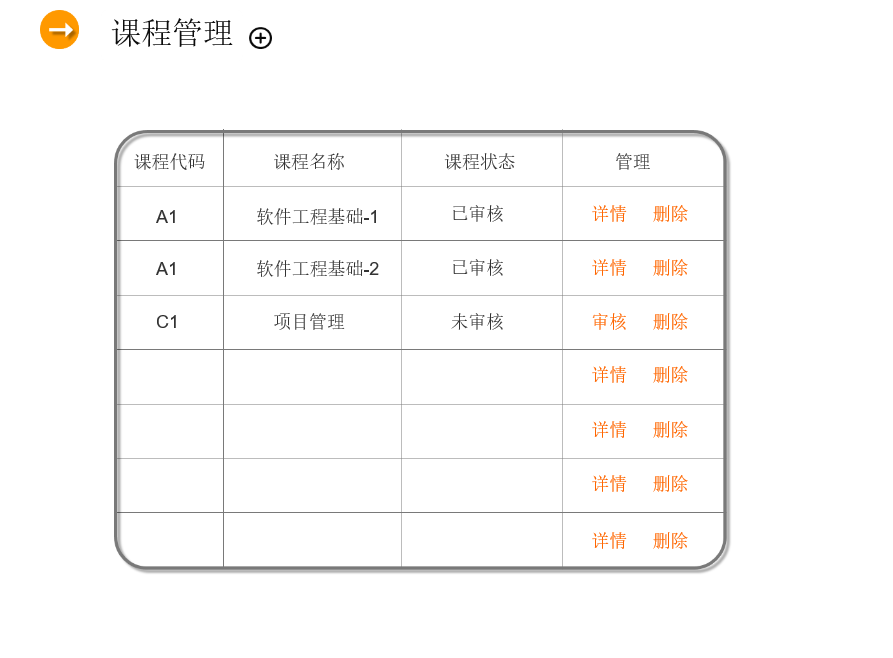 课程管理
课程代码 课程名称 课程状态 管理
A1 软件工程基础-1 已审核 详情 删除
A1 软件工程基础-2 已审核 详情 删除
C1 项目管理 未审核 审核 删除
详情 删除
详情 删除
详情 删除
详情 删除